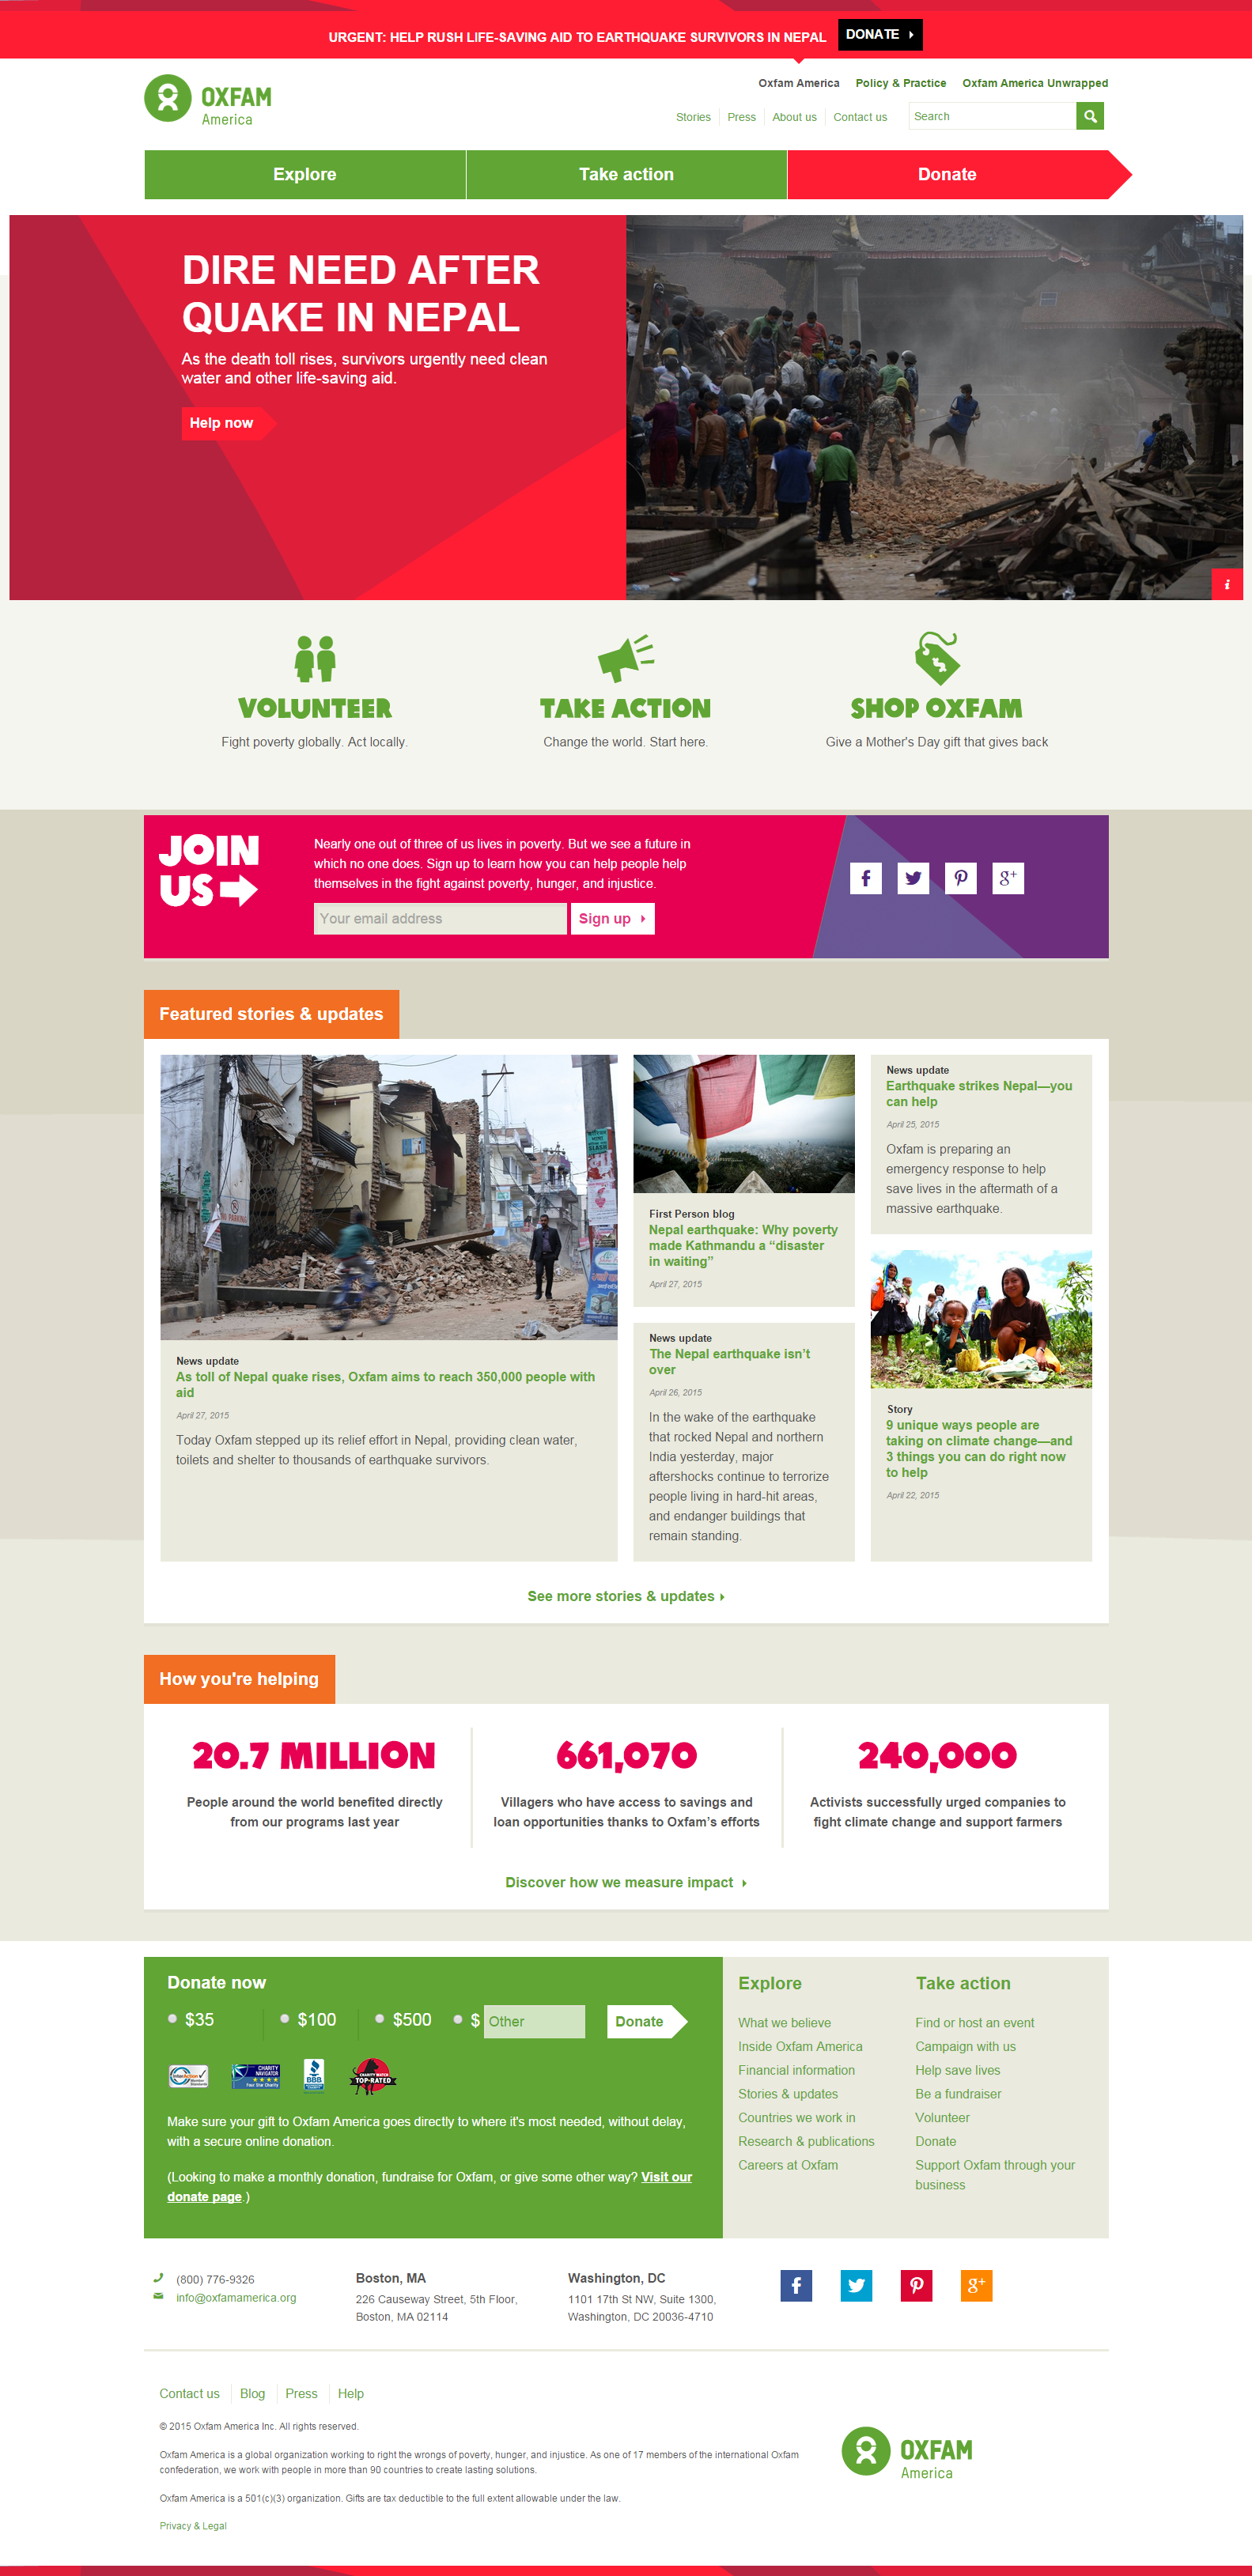 URGENT: HELP RUSH LIFE-SAVING AID TO EARTHQUAKE SURVIVORS IN NEPAL DONATE
OXFAM
America
Oxfam America Policy & Practice Oxfam America Unwrapped
Stories Press About us Contact us Search
Explore Take action Donate
DIRE NEED AFTER
QUAKE IN NEPAL
As the death toll rises, survivors urgently need clean
water and other life-saving aid.
Help now
i
VOLUNTEER
Fight poverty globally. Act locally.
TAKE ACTION
Change the world. Start here.
SHOP OXFAM
Give a Mother's Day gift that gives back
JOIN
US
Nearly one out of three of us lives in poverty. But we see a future in
which no one does. Sign up to learn how you can help people help
themselves in the fight against poverty, hunger, and injustice.
Your email address Sign up
Featured stories & updates
NO PARKING
SLASH
News update
As toll of Nepal quake rises, Oxfam aims to reach 350,000 people with
aid
April 27, 2015
Today Oxfam stepped up its relief effort in Nepal, providing clean water,
toilets and shelter to thousands of earthquake survivors.
First Person blog
Nepal earthquake: Why poverty
made Kathmandu a “disaster
in waiting”
April 27, 2015
News update
The Nepal earthquake isn’t
over
April 26, 2015
In the wake of the earthquake
that rocked Nepal and northern
India yesterday, major
aftershocks continue to terrorize
people living in hard-hit areas,
and endanger buildings that
remain standing.
News update
Earthquake strikes Nepal—you
can help
April 25, 2015
Oxfam is preparing an
emergency response to help
save lives in the aftermath of a
massive earthquake.
Story
9 unique ways people are
taking on climate change—and
3 things you can do right now
to help
April 22, 2015
See more stories & updates
How you're helping
20.7 MILLION
People around the world benefited directly
from our programs last year
661,070
Villagers who have access to savings and
loan opportunities thanks to Oxfam’s efforts
240,000
Activists successfully urged companies to
fight climate change and support farmers
Discover how we measure impact
Donate now
$35 $100 $500 $ Other Donate
InterAction
CHARITY NAVIGATOR
Four Star Charity
BBB
CHARITY WATCH
TOP-RATED
Make sure your gift to Oxfam America goes directly to where it's most needed, without delay,
with a secure online donation.
(Looking to make a monthly donation, fundraise for Oxfam, or give some other way? Visit our
donate page.)
Explore
What we believe
Inside Oxfam America
Financial information
Stories & updates
Countries we work in
Research & publications
Careers at Oxfam
Take action
Find or host an event
Campaign with us
Help save lives
Be a fundraiser
Volunteer
Donate
Support Oxfam through your
business
(800) 776-9326
info@oxfamamerica.org
Boston, MA
226 Causeway Street, 5th Floor,
Boston, MA 02114
Washington, DC
1101 17th St NW, Suite 1300,
Washington, DC 20036-4710
Contact us Blog Press Help
© 2015 Oxfam America Inc. All rights reserved.
Oxfam America is a global organization working to right the wrongs of poverty, hunger, and injustice. As one of 17 members of the international Oxfam
confederation, we work with people in more than 90 countries to create lasting solutions.
Oxfam America is a 501(c)(3) organization. Gifts are tax deductible to the full extent allowable under the law.
Privacy & Legal
OXFAM
America